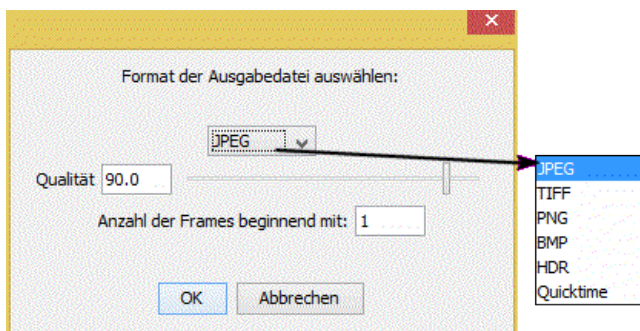 Format der Ausgabedatei auswählen:
JPEG
Qualität 90.0
Anzahl der Frames beginnend mit: 1
OK Abbrechen
JPEG
TIFF
PNG
BMP
HDR
Quicktime